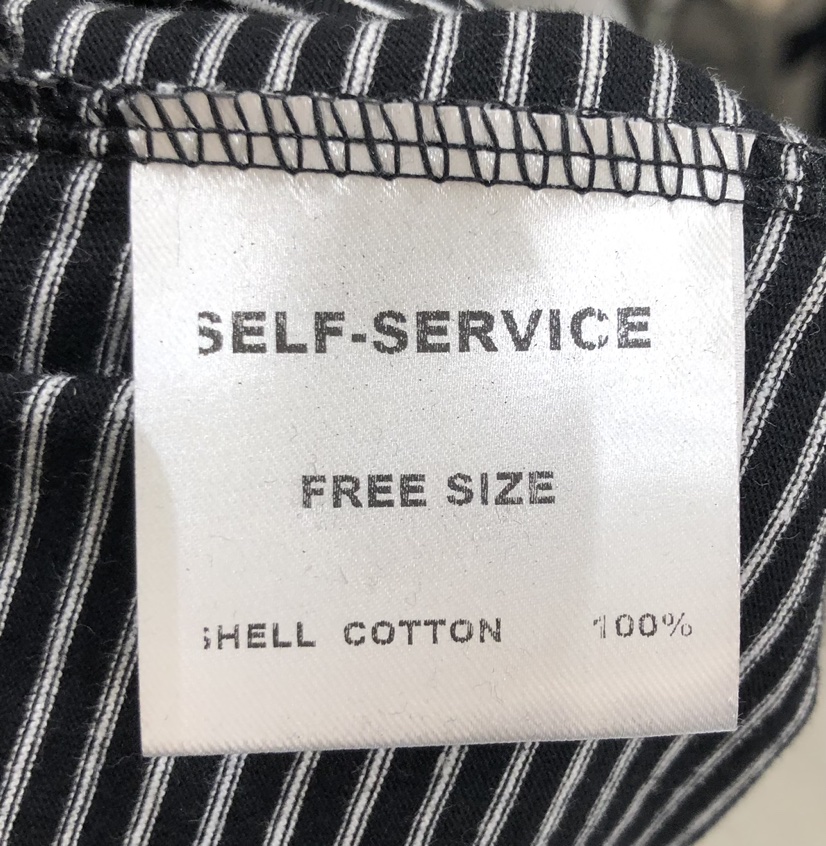 SELF-SERVICE
FREE SIZE
SHELL COTTON 100%